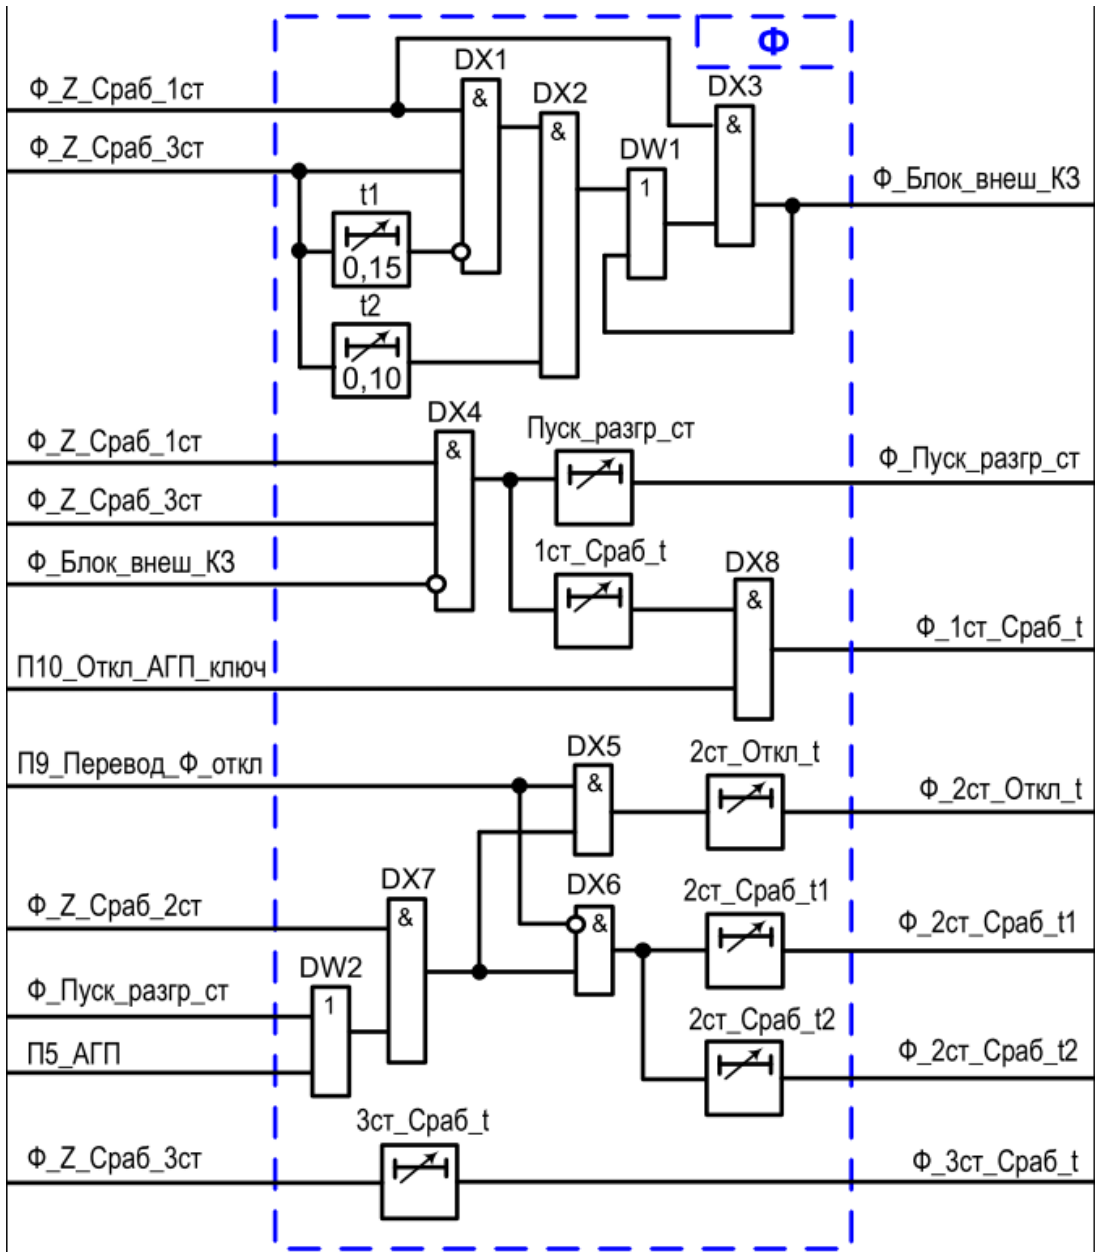 Ф
DX1
Ф_Z_Сраб_1ст
&
DX2
DX3
&
&
Ф_Z_Сраб_3ст
DW1
1
Ф_Блок_внеш_КЗ
t1
0,15
t2
0,10
DX4
Ф_Z_Сраб_1ст
&
Пуск_разгр_ст
Ф_Пуск_разгр_ст
Ф_Z_Сраб_3ст
1ст_Сраб_t
Ф_Блок_внеш_КЗ
DX8
&
Ф_1ст_Сраб_t
П10_Откл_АГП_ключ
П9_Перевод_Ф_откл
DX5
&
2ст_Откл_t
Ф_2ст_Откл_t
DX7
&
DX6
&
2ст_Сраб_t1
Ф_Z_Сраб_2ст
Ф_2ст_Сраб_t1
DW2
1
Ф_Пуск_разгр_ст
2ст_Сраб_t2
П5_АГП
Ф_2ст_Сраб_t2
3ст_Сраб_t
Ф_Z_Сраб_3ст
Ф_3ст_Сраб_t